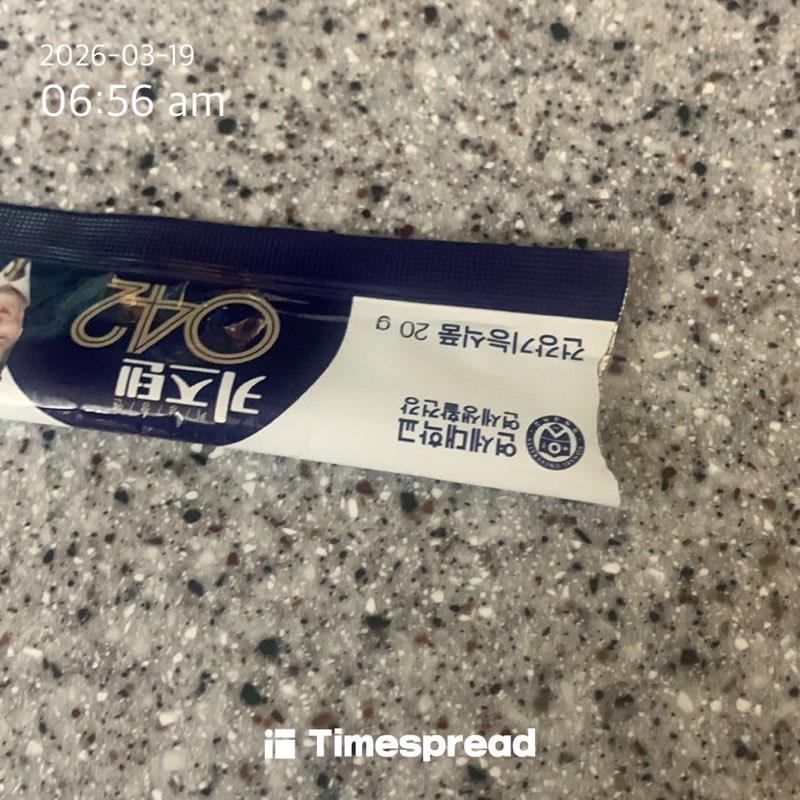 2026-03-19
06:56 am
연세대학교
연세생활건강
건강기능식품 20 g
키즈텐
042
Timespread